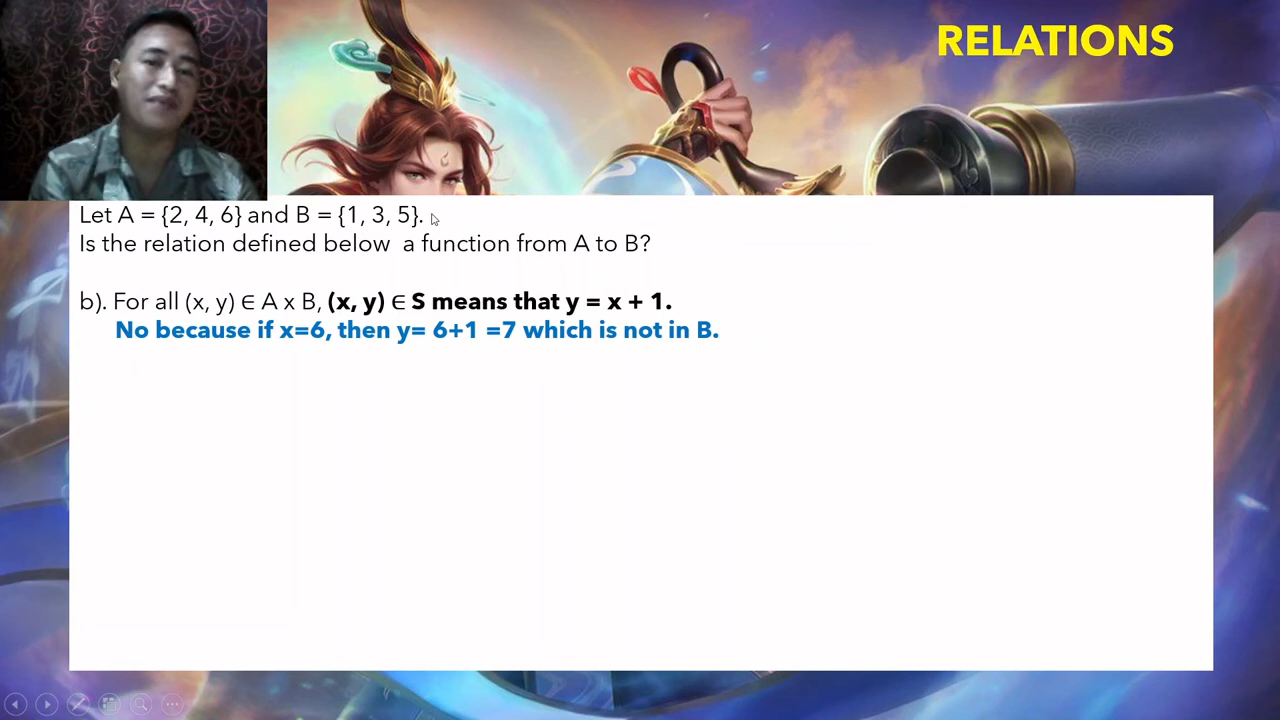 RELATIONS
Let A = {2, 4, 6} and B = {1, 3, 5}.
Is the relation defined below  a function from A to B?
b). For all (x, y) ∈ A x B, (x, y) ∈ S means that y = x + 1.
No because if x=6, then y= 6+1 =7 which is not in B.